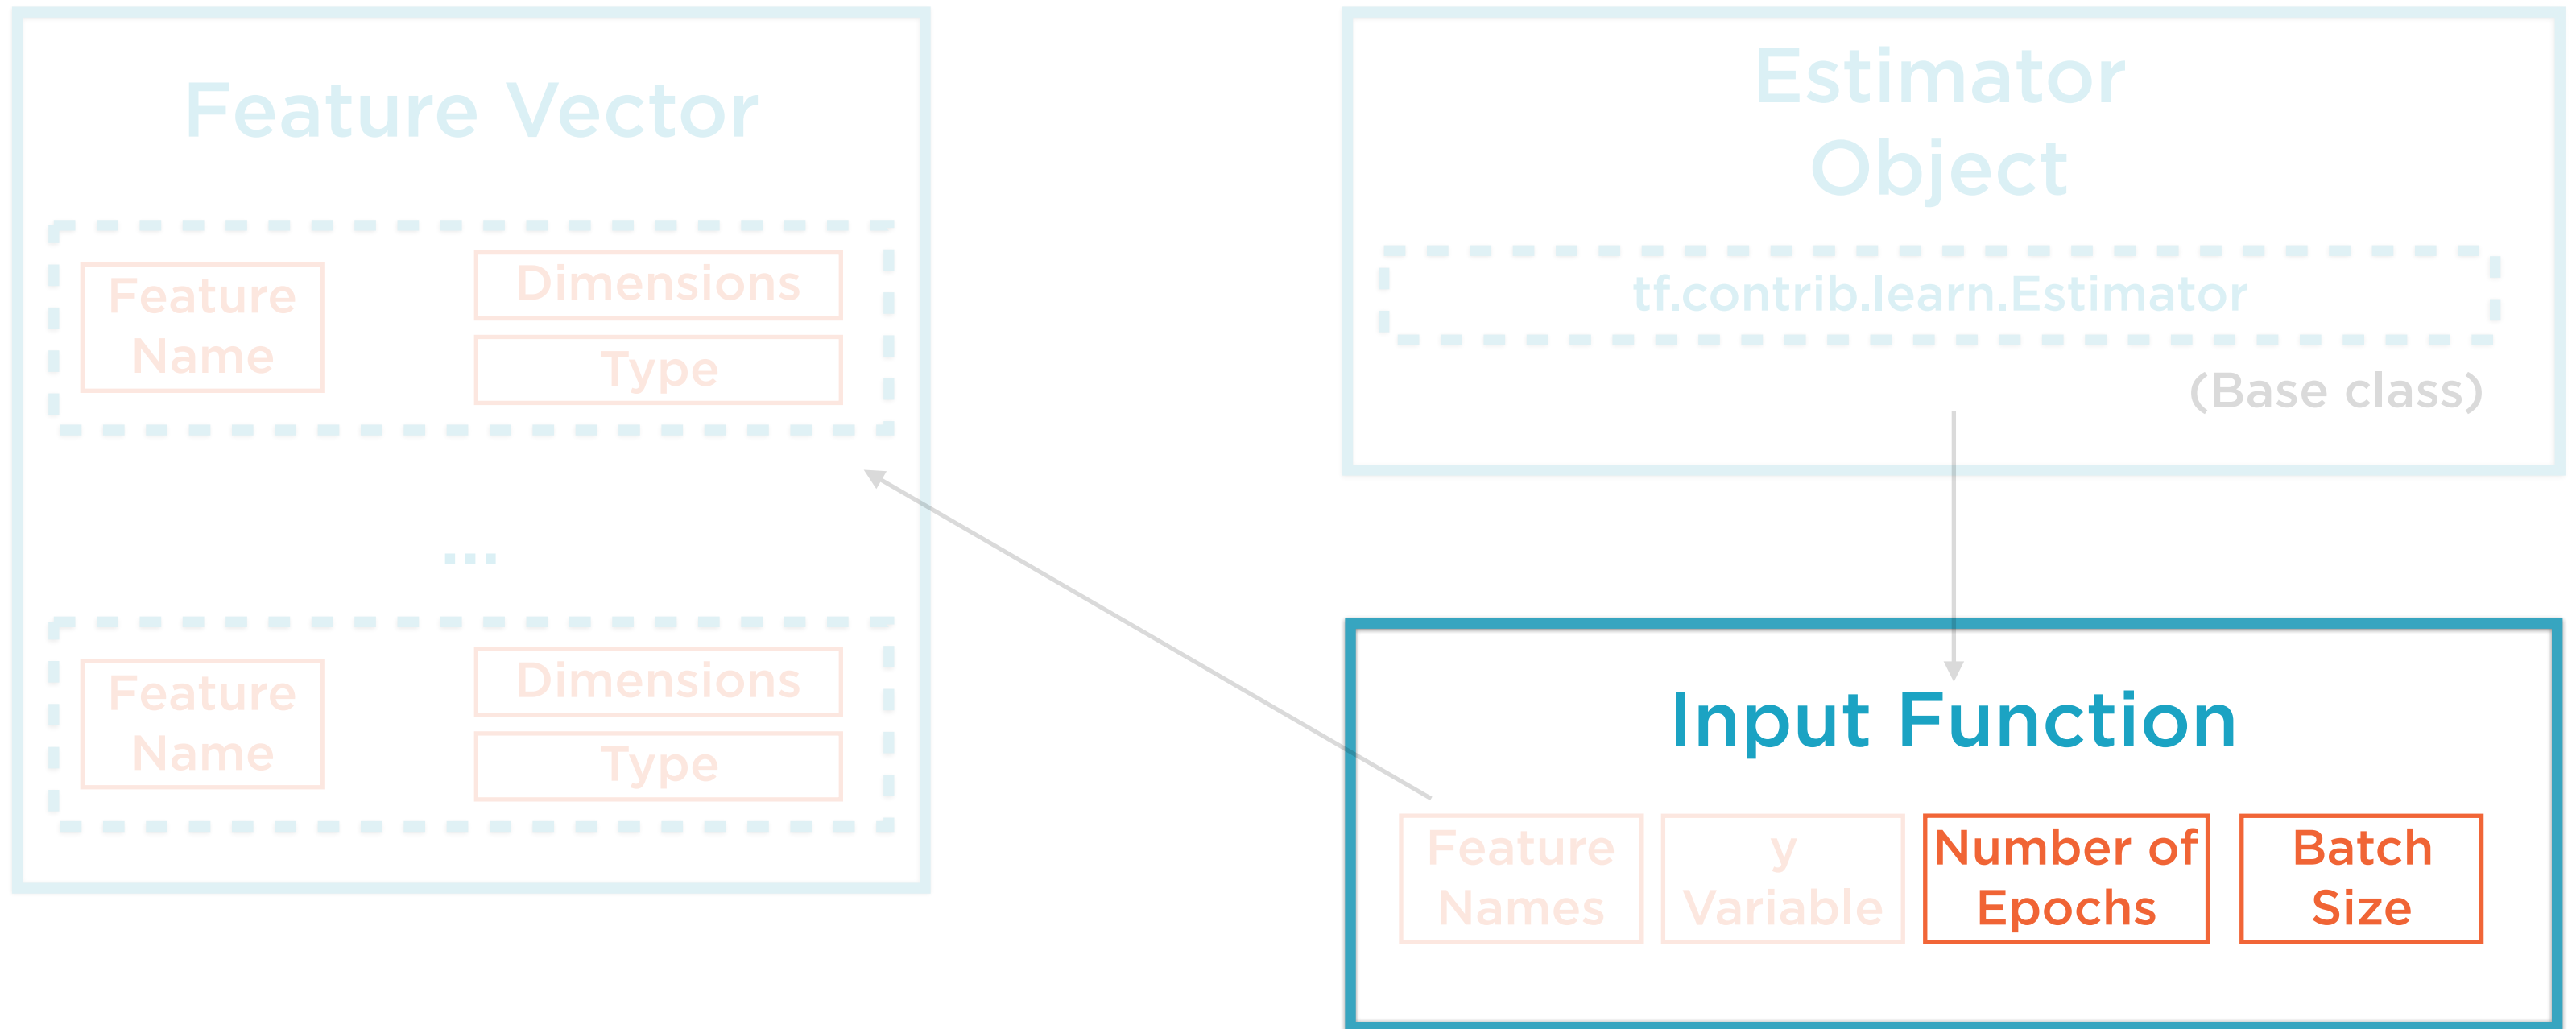 Feature Vector
Feature
Name
Dimensions
Type
...
Feature
Name
Dimensions
Type
Estimator
Object
tf.contrib.learn.Estimator
(Base class)
Input Function
Feature
Names
y
Variable
Number of
Epochs
Batch
Size